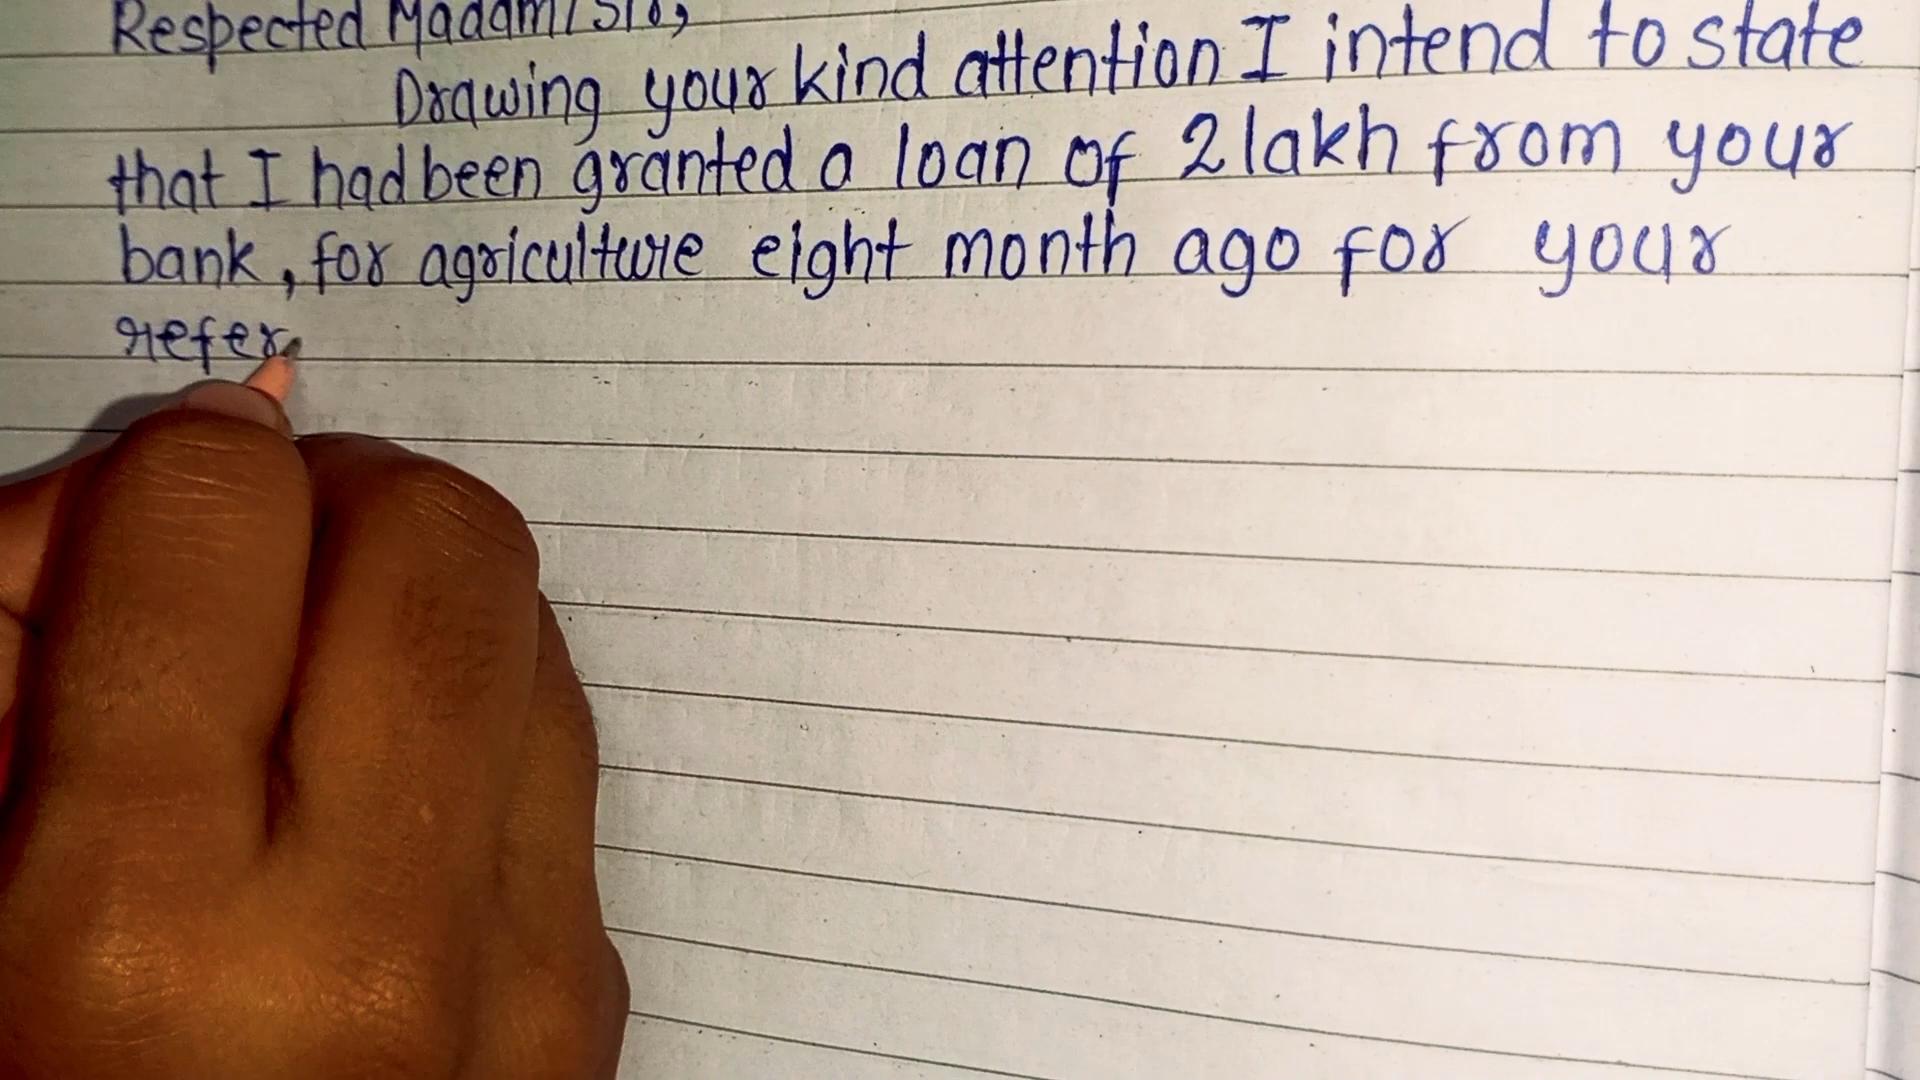 Respected Madam/Sir,
Drawing your kind attention I intend to state
that I had been granted a loan of 2 lakh from your
bank, for agriculture eight month ago for your
refer